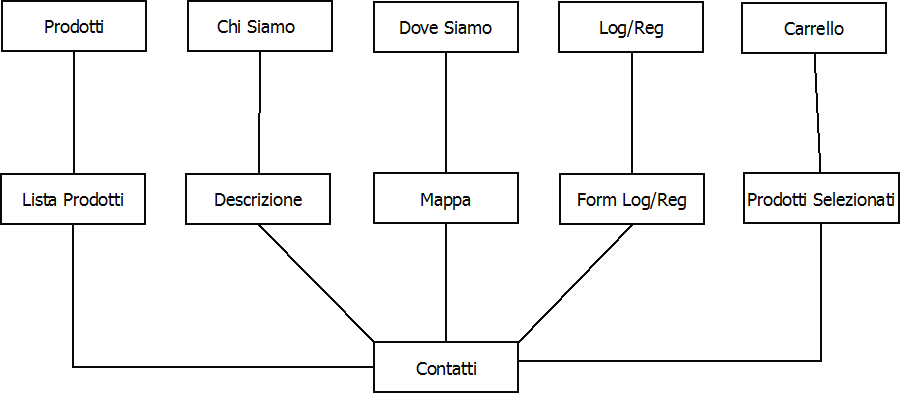 Prodotti
Chi Siamo
Dove Siamo
Log/Reg
Carrello
Lista Prodotti
Descrizione
Mappa
Form Log/Reg
Prodotti Selezionati
Contatti